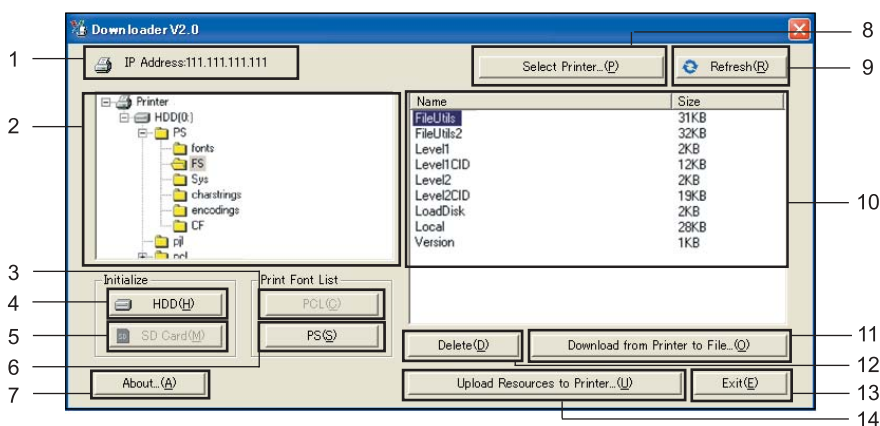 Downloader V2.0
8
1
IP Address:111.111.111.111
Select Printer...(P)
Refresh(R)
9
2
Printer
HDD(0:)
PS
fonts
FS
Sys
charstrings
encodings
CF
pjl
pcl
Name Size
FileUtils 31KB
FileUtils2 32KB
Level1 2KB
Level1CID 12KB
Level2 2KB
Level2CID 19KB
LoadDisk 2KB
Local 28KB
Version 1KB
10
3
Initialize
Print Font List
4
HDD(H)
PCL(C)
5
SD Card(M)
PS(S)
Delete(D)
Download from Printer to File...(O)
11
6
12
7
About...(A)
Upload Resources to Printer...(U)
Exit(E)
13
14